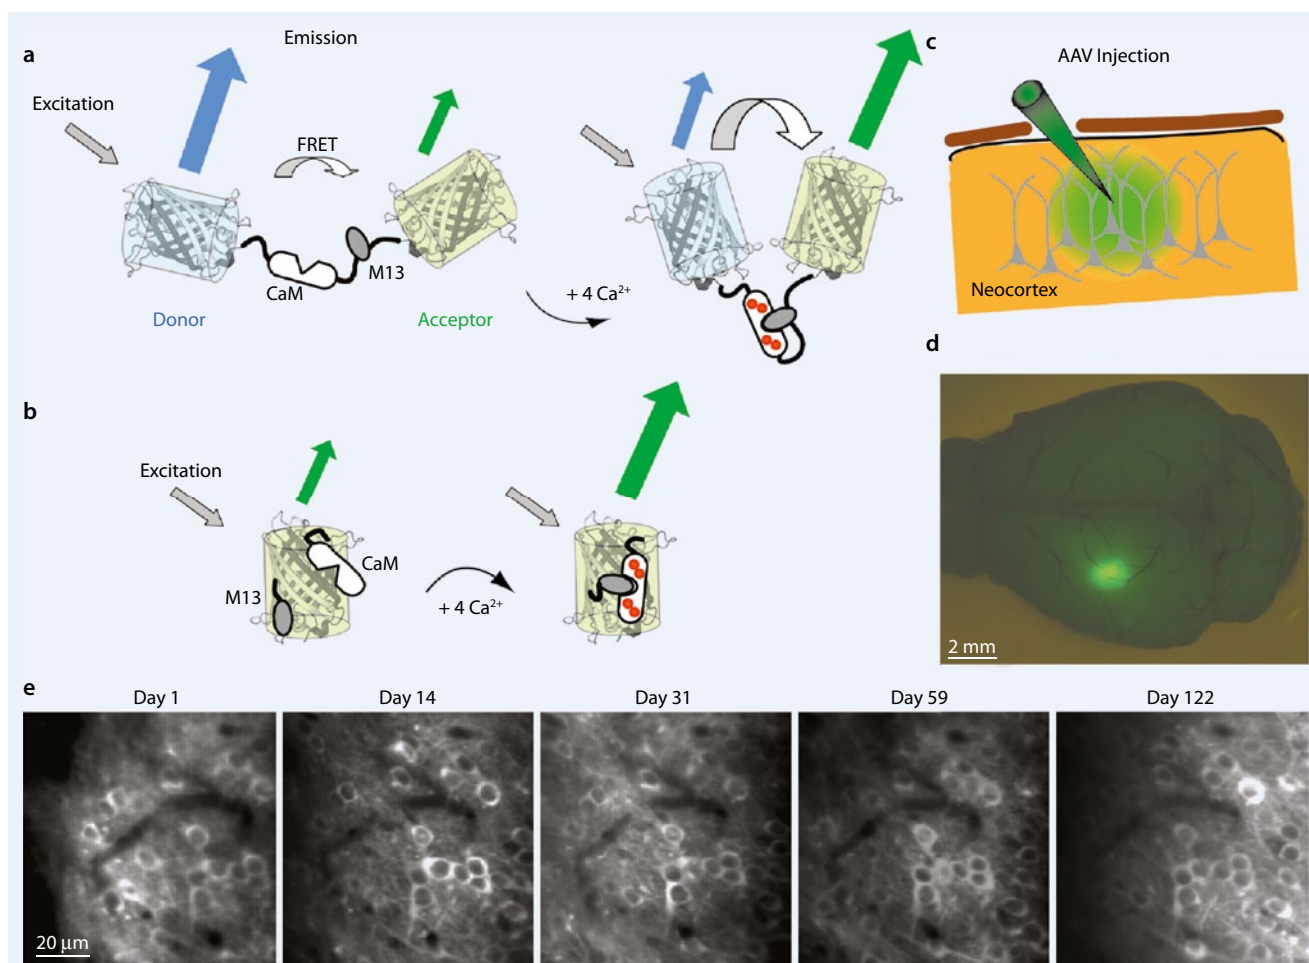 a
Emission
Excitation
FRET
CaM
M13
Donor
Acceptor
+ 4 Ca²⁺
b
Excitation
CaM
M13
+ 4 Ca²⁺
c
AAV Injection
Neocortex
d
2 mm
e
Day 1
Day 14
Day 31
Day 59
Day 122
20 µm